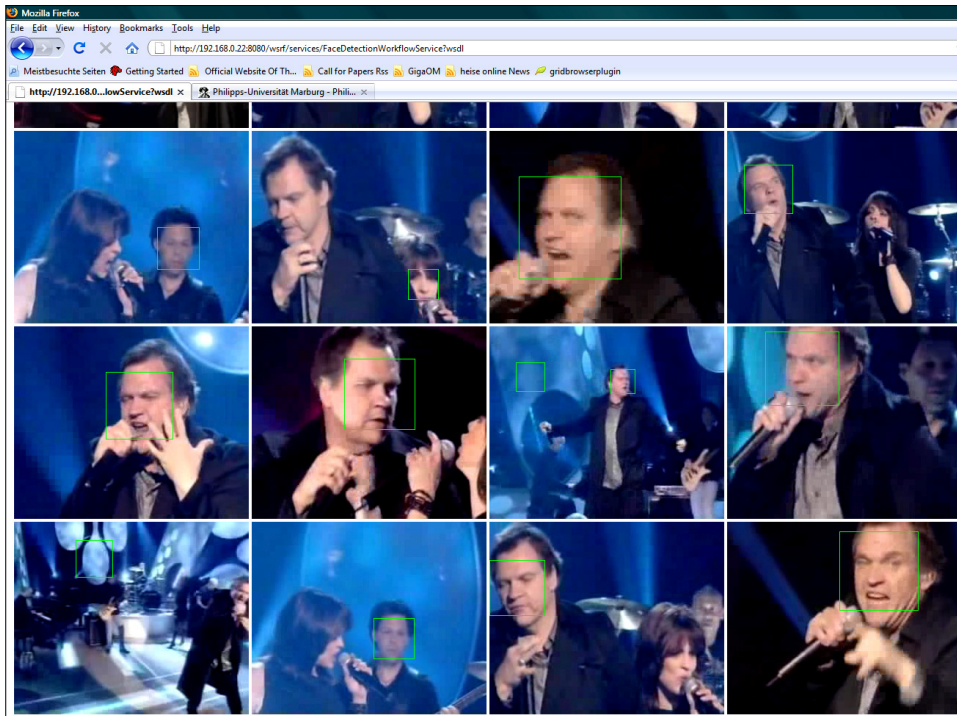 Mozilla Firefox
File Edit View History Bookmarks Tools Help
http://192.168.0.22:8080/wsrf/services/FaceDetectionWorkflowService?wsdl
Meistbesuchte Seiten Getting Started Official Website Of Th... Call for Papers Rss GigaOM heise online News gridbrowserplugin
http://192.168.0...lowService?wsdl Philipps-Universität Marburg - Phili...